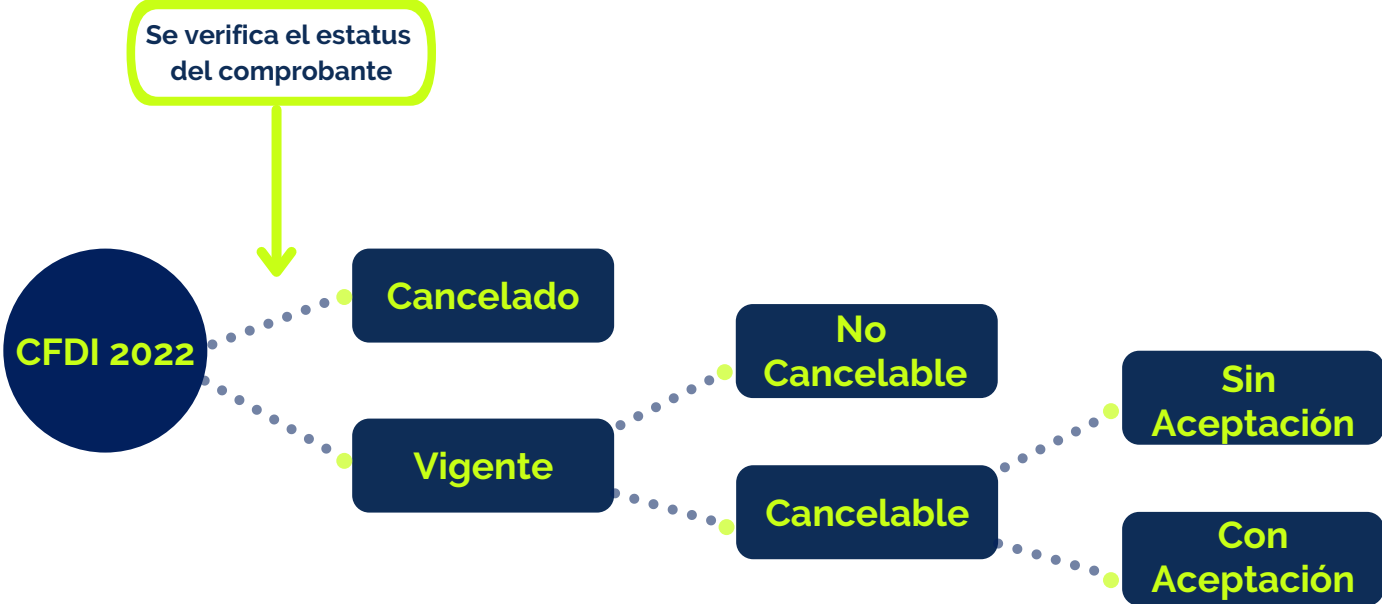 Se verifica el estatus
del comprobante
CFDI 2022
Cancelado
Vigente
No
Cancelable
Cancelable
Sin
Aceptación
Con
Aceptación